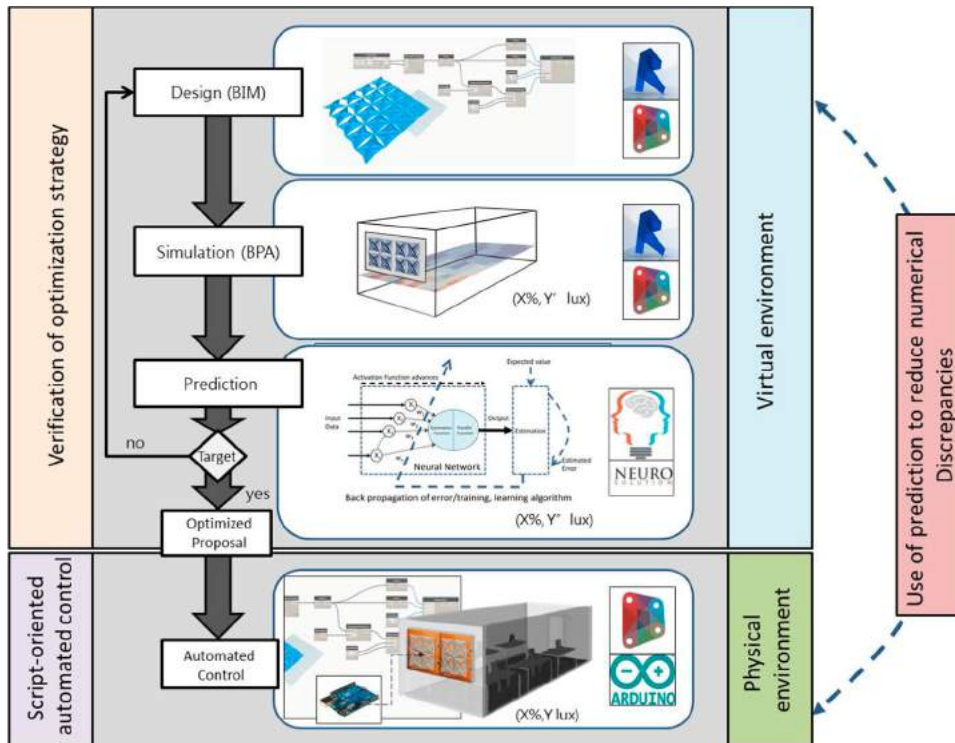 Verification of optimization strategy
Script-oriented
automated control
Design (BIM)
Simulation (BPA)
Prediction
Target
no
yes
Optimized
Proposal
Automated
Control
(X%, Y' lux)
Activation Function advances
Expected value
Input
Data
Output
Estimation
Neural Network
Estimated
Error
Back propagation of error/training, learning algorithm
(X%, Y" lux)
NEURO
SOLUTION
(X%,Y lux)
ARDUINO
Virtual environment
Physical
environment
Use of prediction to reduce numerical
Discrepancies